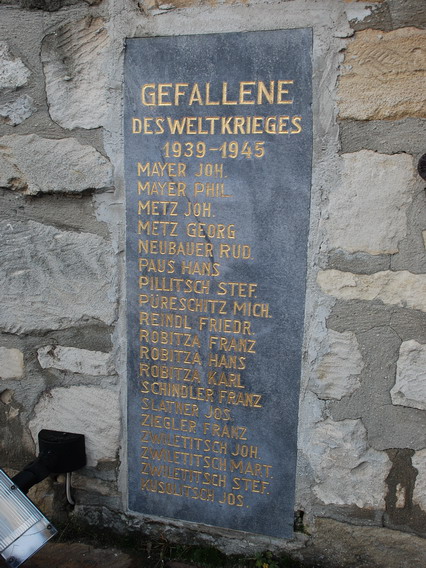 GEFALLENE
DES WELTKRIEGES
1939-1945
MAYER JOH.
MAYER PHIL.
METZ JOH.
METZ GEORG
NEUBAUER RUD.
PAUS HANS
PILLITSCH STEF.
PÜRESCHITZ MICH.
REINDL FRIEDR.
ROBITZA FRANZ
ROBITZA HANS
ROBITZA KARL
SCHINDLER FRANZ
SLATNER JOS.
ZIEGLER FRANZ
ZWILETITSCH JOH.
ZWILETITSCH MART.
ZWILETITSCH STEF.
KUSOLITSCH JOS.